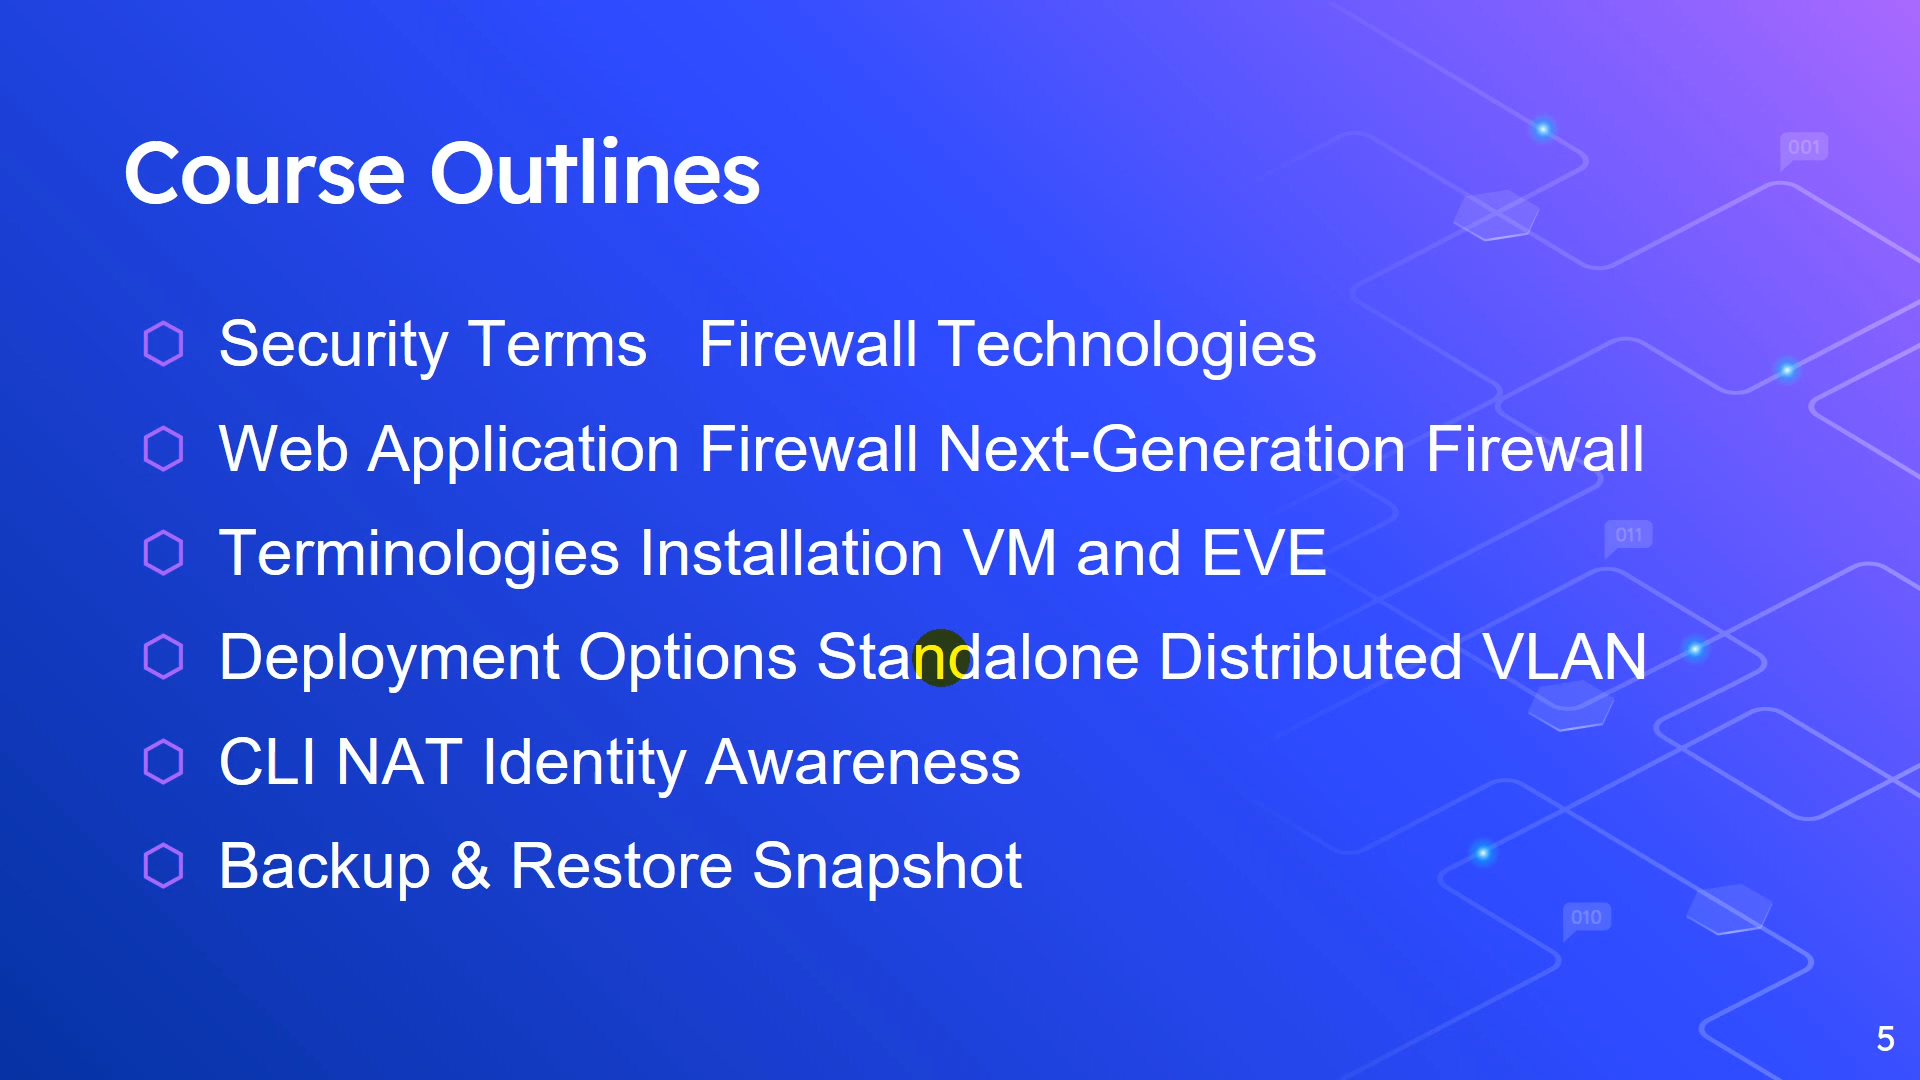 Course Outlines
001
Security Terms   Firewall Technologies
Web Application Firewall Next-Generation Firewall
011
Terminologies Installation VM and EVE
Deployment Options Standalone Distributed VLAN
CLI NAT Identity Awareness
Backup & Restore Snapshot
010
5